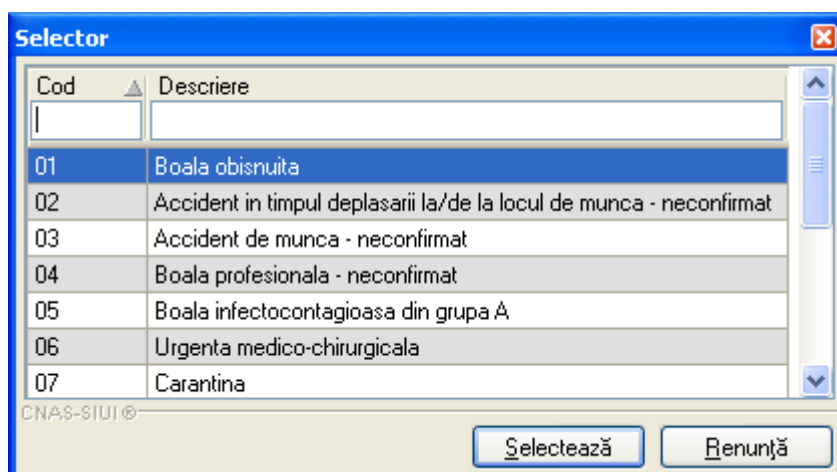 Selector
Cod Descriere
01 Boala obisnuita
02 Accident in timpul deplasarii la/de la locul de munca - neconfirmat
03 Accident de munca - neconfirmat
04 Boala profesionala - neconfirmat
05 Boala infectocontagioasa din grupa A
06 Urgenta medico-chirurgicala
07 Carantina
CNAS-SIUI ®
Selectează Renunţă